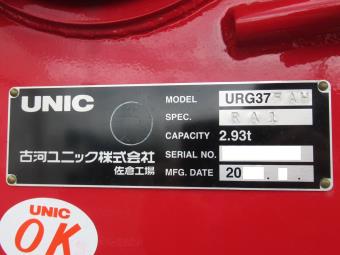 UNIC
古河ユニック株式会社
佐倉工場
MODEL URG37
SPEC. RA1
CAPACITY 2.93t
SERIAL NO.
MFG. DATE 20
UNIC
OK